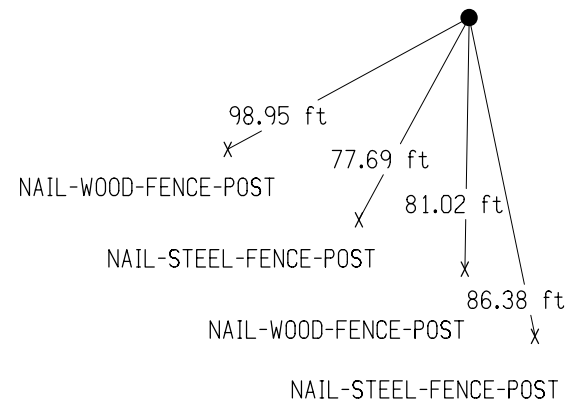 98.95 ft
77.69 ft
NAIL-WOOD-FENCE-POST
81.02 ft
NAIL-STEEL-FENCE-POST
86.38 ft
NAIL-WOOD-FENCE-POST
NAIL-STEEL-FENCE-POST